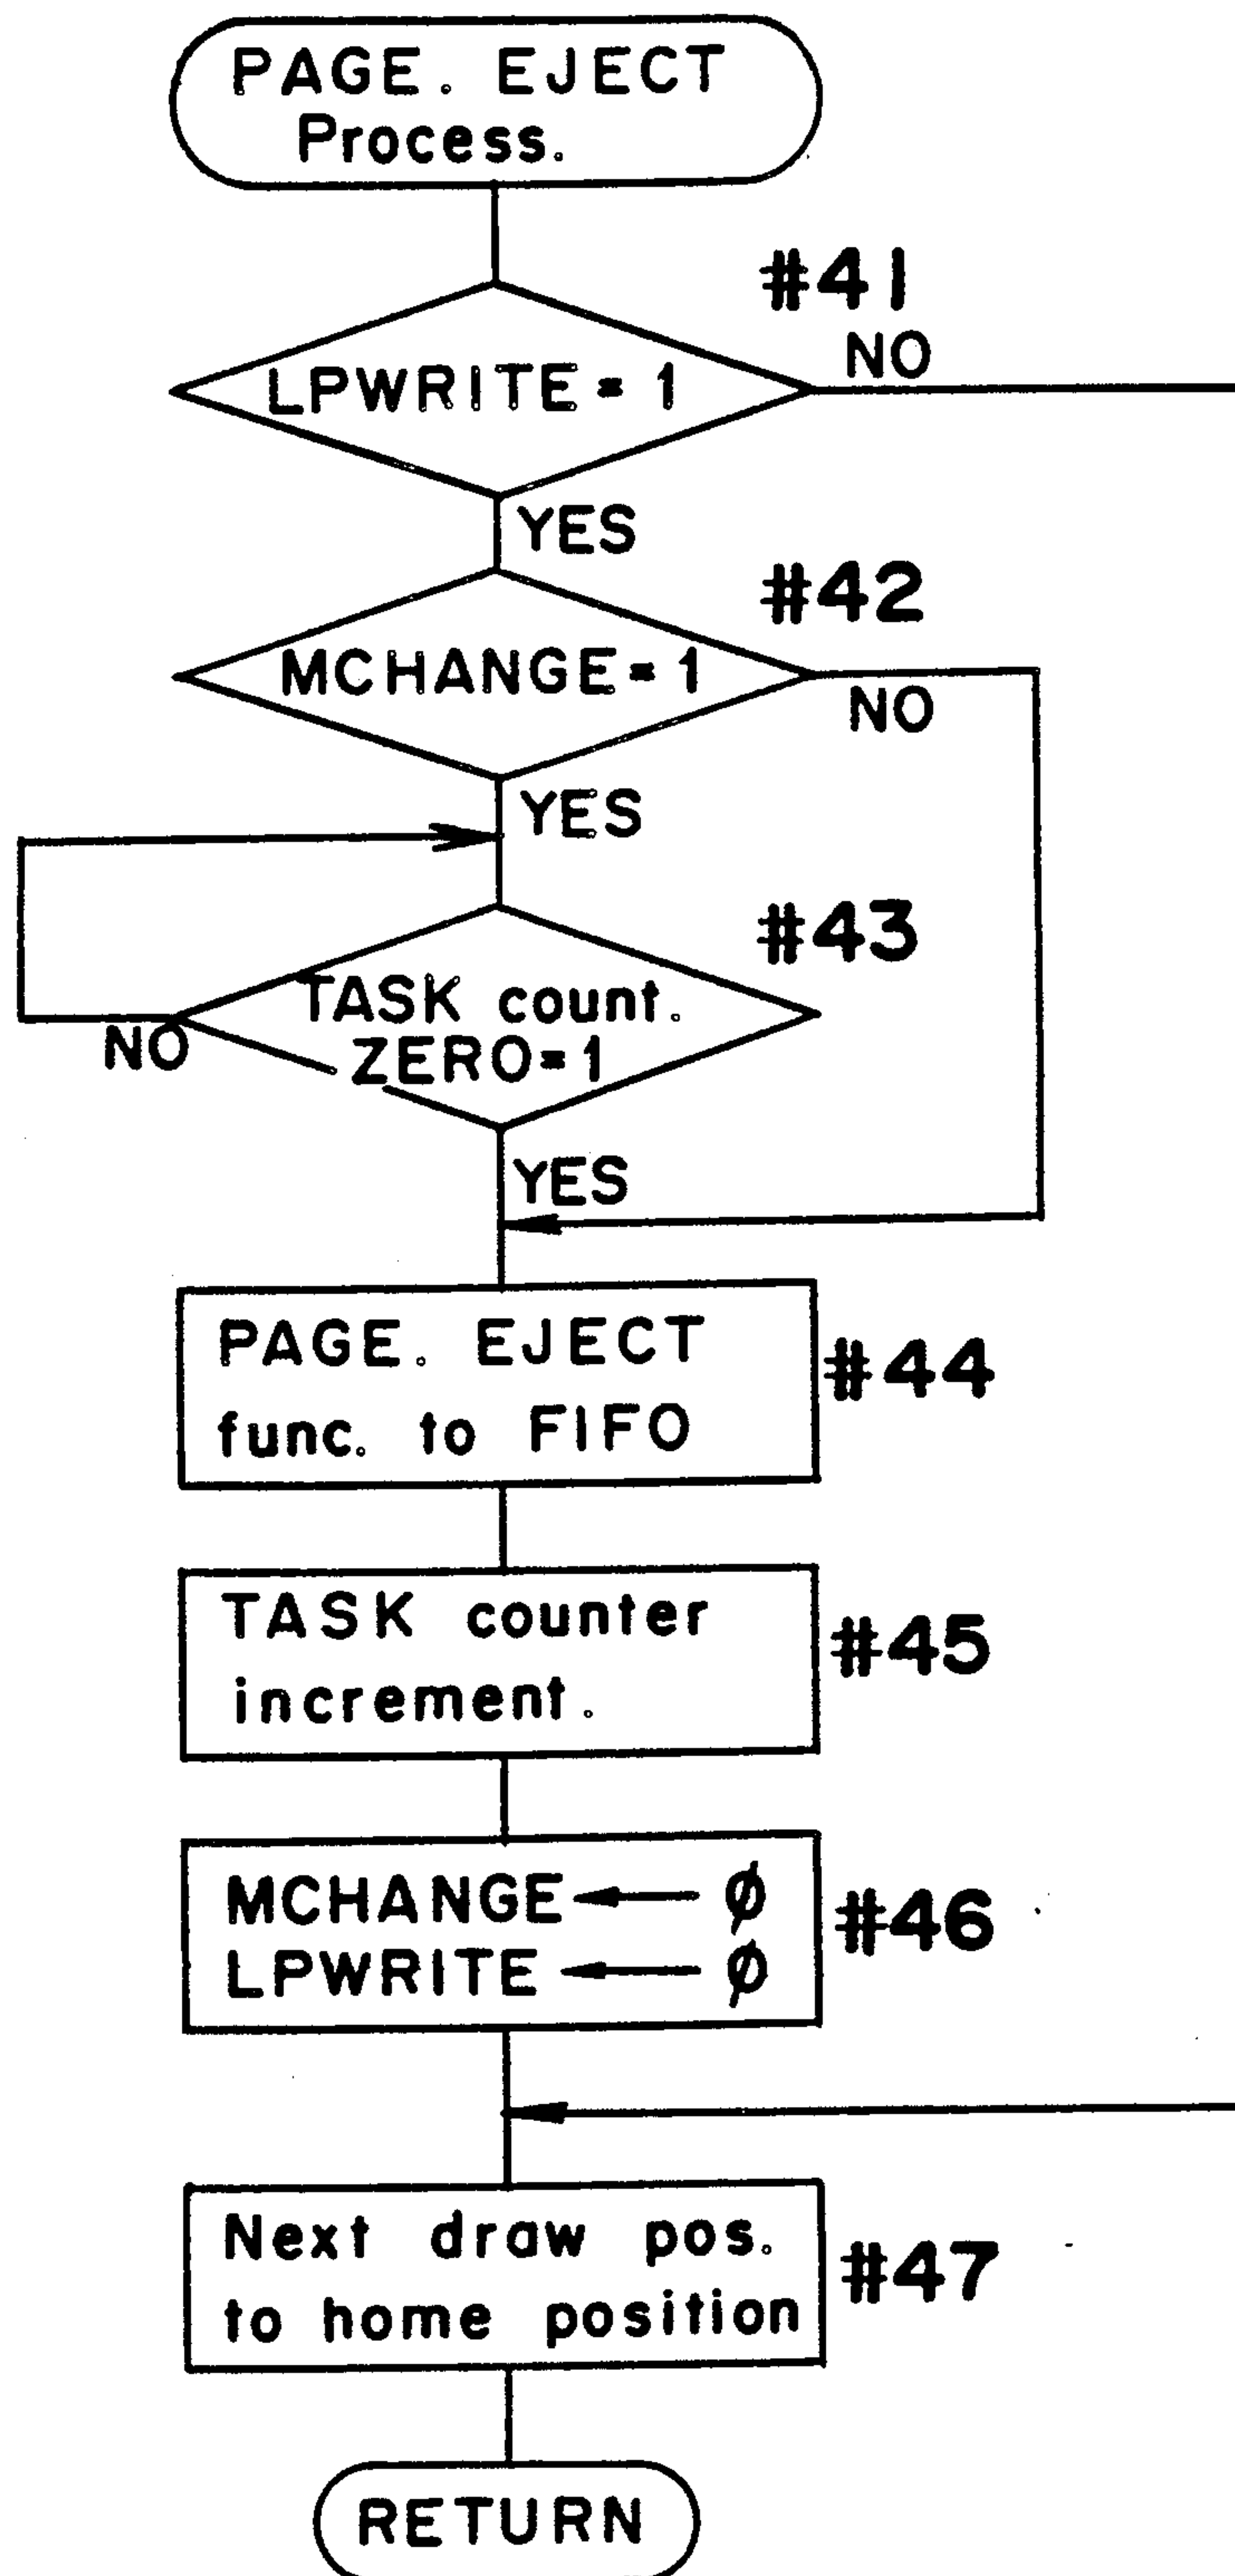 PAGE. EJECT
Process.
#41
NO
LPWRITE = 1
YES
#42
MCHANGE = 1
NO
YES
#43
TASK count.
ZERO = 1
NO
YES
PAGE. EJECT
func. to FIFO
#44
TASK counter
increment.
#45
MCHANGE ← ∅
LPWRITE ← ∅
#46
Next draw pos.
to home position
#47
RETURN